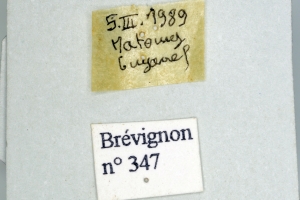 5.III.1989
Matoury
Guyane f
Brévignon
n° 347